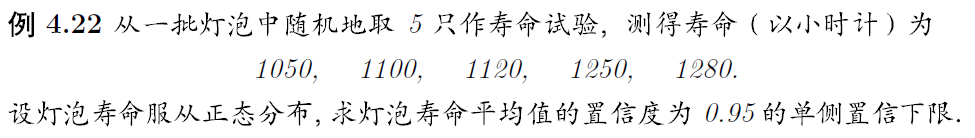 例 4.22 从一批灯泡中随机地取 5 只作寿命试验, 测得寿命 ( 以小时计 ) 为
1050, 1100, 1120, 1250, 1280.
设灯泡寿命服从正态分布, 求灯泡寿命平均值的置信度为 0.95 的单侧置信下限.